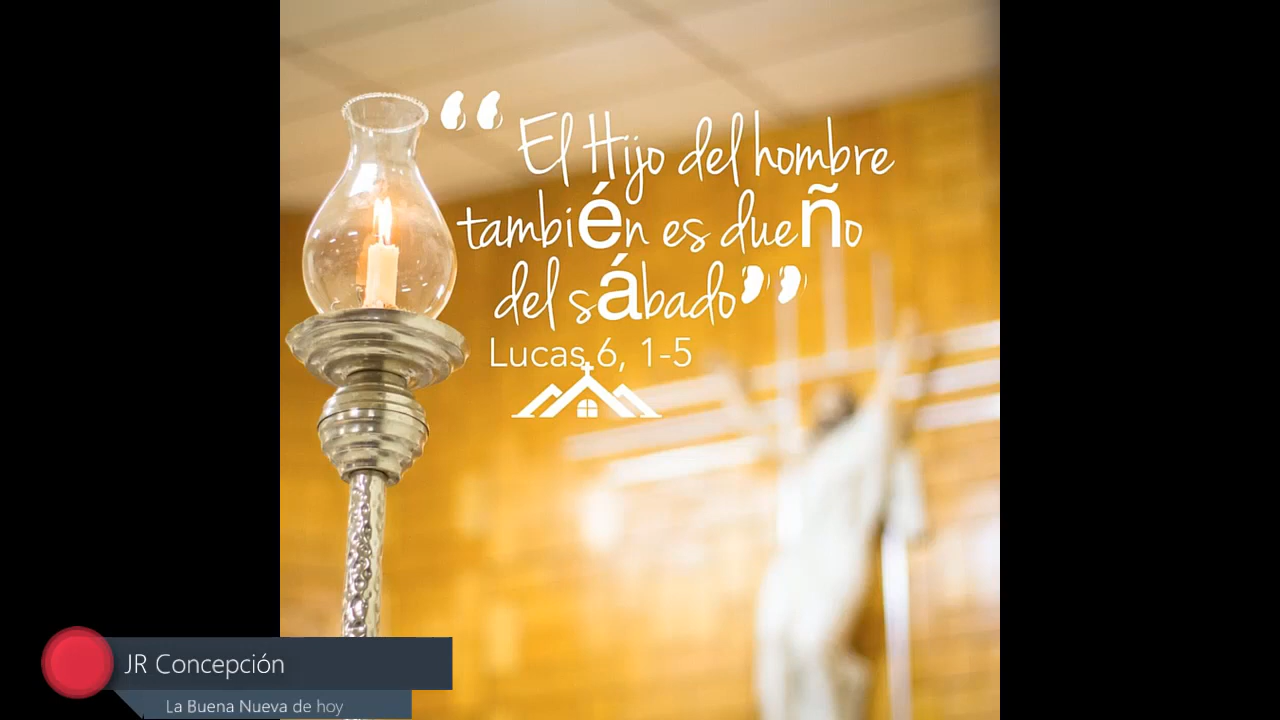 “El Hijo del hombre
también es dueño
del sábado”
Lucas 6, 1-5
JR Concepción
La Buena Nueva de hoy